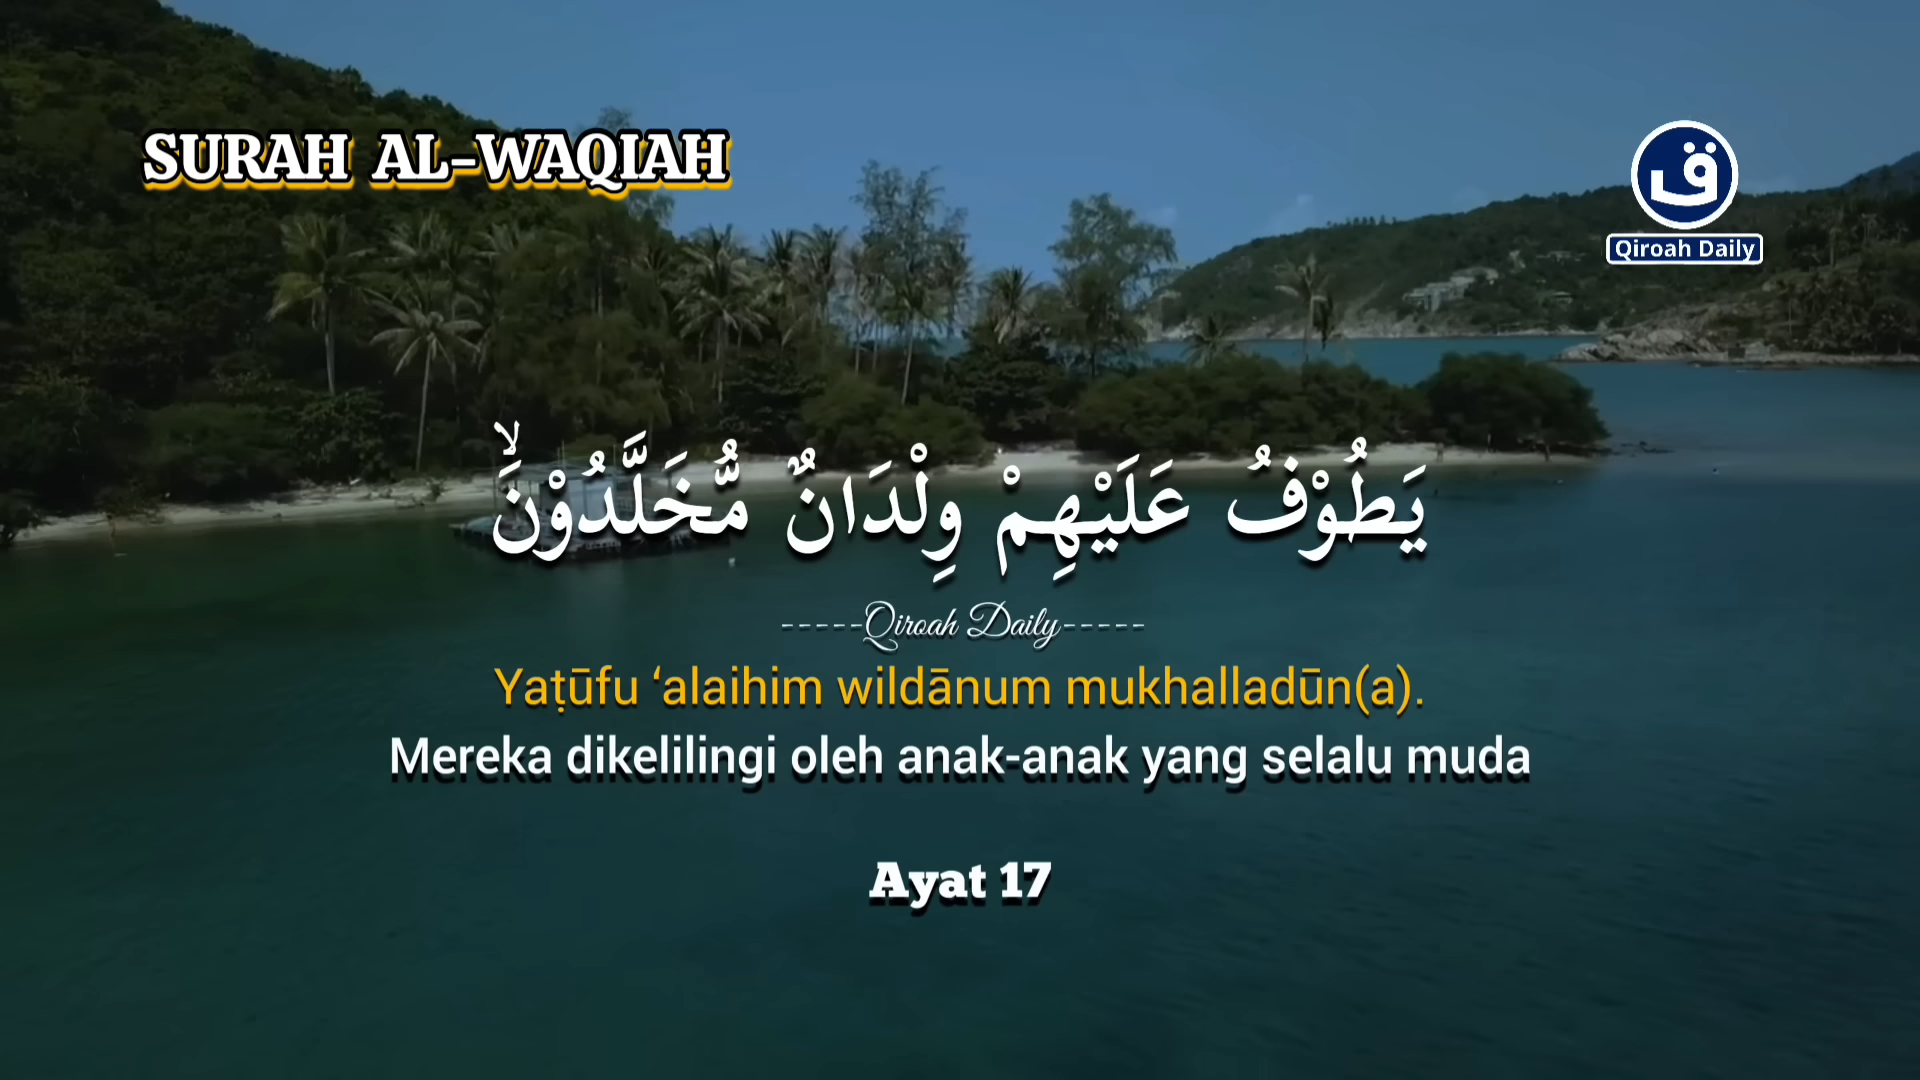 SURAH AL-WAQIAH
ق
Qiroah Daily
يَطُوْفُ عَلَيْهِمْ وِلْدَانٌ مُّخَلَّدُوْنَۙ
-----Qiroah Daily-----
Yaṭūfu ‘alaihim wildānum mukhalladūn(a).
Mereka dikelilingi oleh anak-anak yang selalu muda
Ayat 17